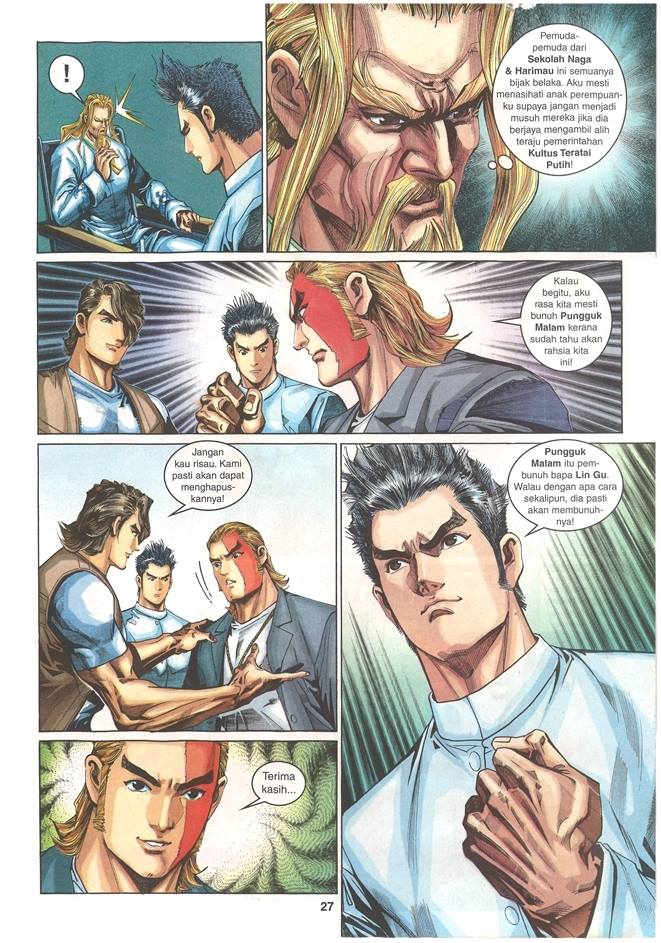 !
Pemuda-
pemuda dari
Sekolah Naga
& Harimau ini semuanya
bijak belaka. Aku mesti
menasihati anak perempuan-
ku supaya jangan menjadi
musuh mereka jika dia
berjaya mengambil alih
teraju pemerintahan
Kultus Teratai
Putih!
Kalau
begitu, aku
rasa kita mesti
bunuh Pungguk
Malam kerana
sudah tahu akan
rahsia kita
ini!
Jangan
kau risau. Kami
pasti akan dapat
menghapus-
kannya!
Pungguk
Malam itu pem-
bunuh bapa Lin Gu.
Walau dengan apa cara
sekalipun, dia pasti
akan membunuh-
nya!
Terima
kasih...
27